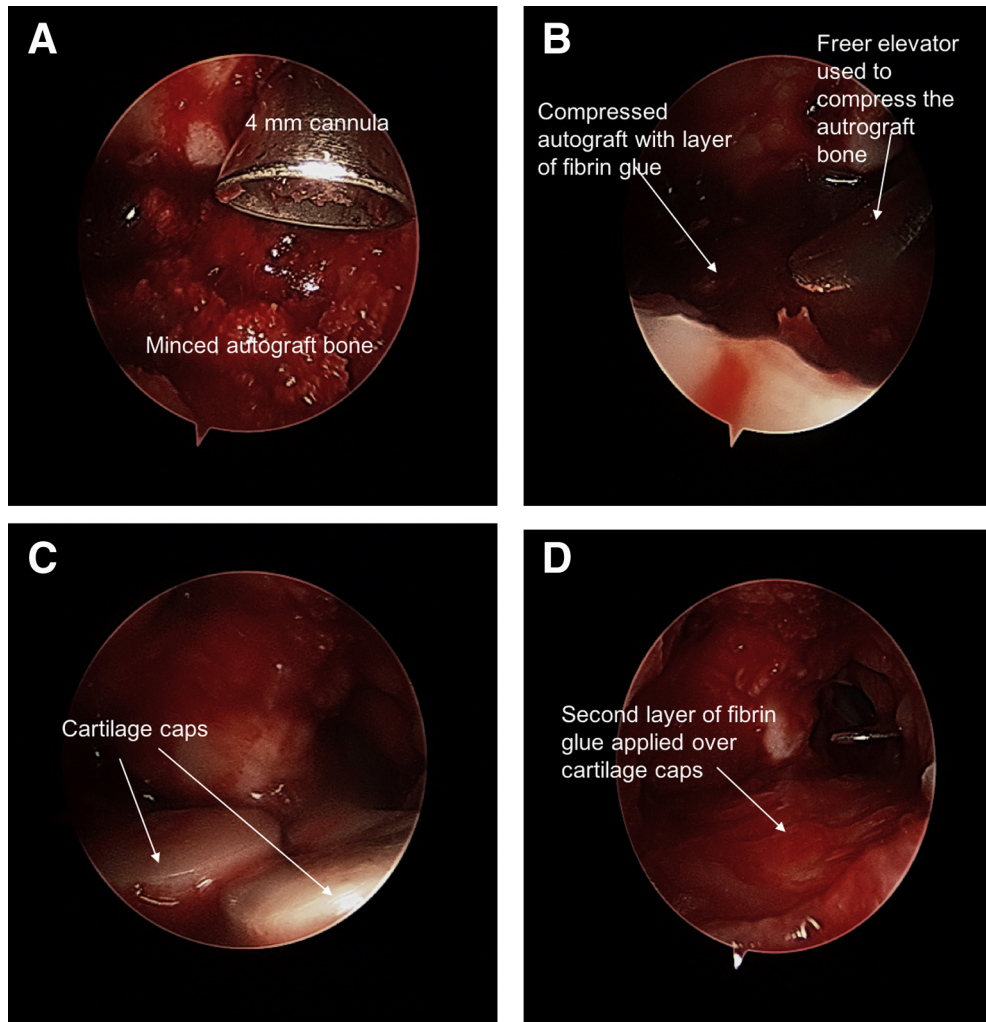 A
4 mm cannula
Minced autograft bone
B
Freer elevator
used to
compress the
autrograft
bone
Compressed
autograft with layer
of fibrin glue
C
Cartilage caps
D
Second layer of fibrin
glue applied over
cartilage caps